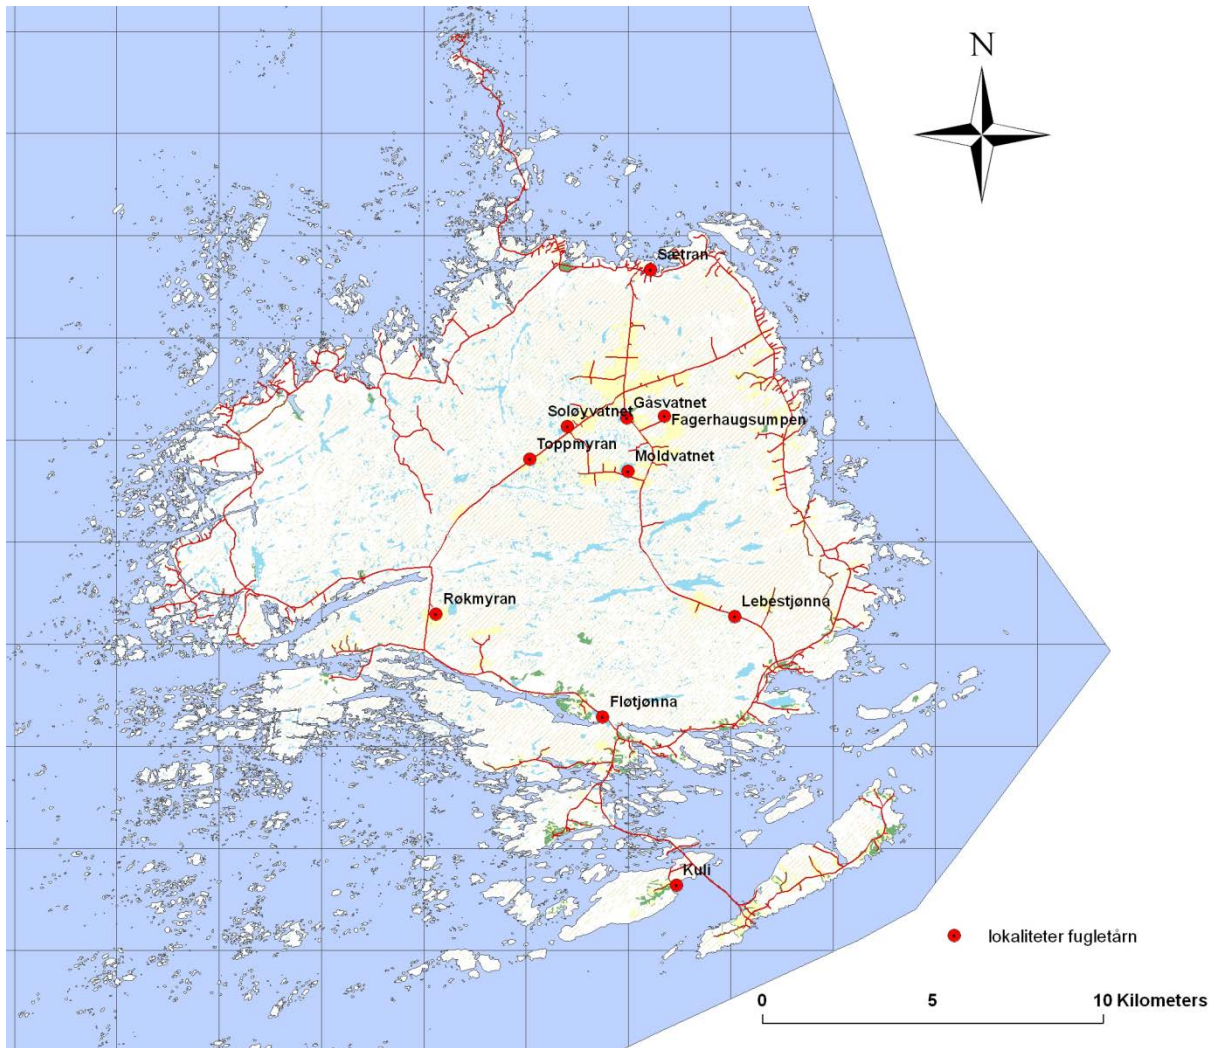 N
Sætran
Gåsvatnet
Soløyvatnet
Fagerhaugsumpen
Toppmyran
Moldvatnet
Røkmyran
Lebestjønna
Fløtjønna
Kuli
lokaliteter fugletårn
0 5 10 Kilometers